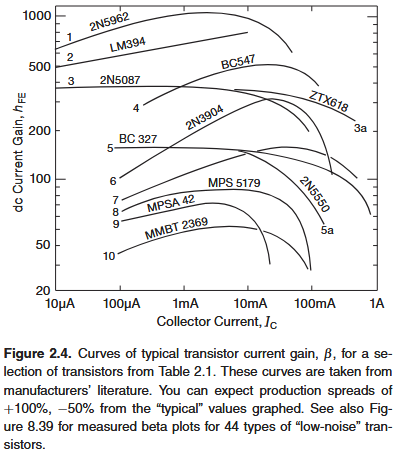 1000
500
200
100
50
20
dc Current Gain, hFE
1
2N5962
2
LM394
3
2N5087
4
BC547
ZTX618
3a
2N3904
5
BC 327
6
7
8
MPS 5179
2N5550
5a
9
MPSA 42
10
MMBT 2369
10μA
100μA
1mA
10mA
100mA
1A
Collector Current, IC
Figure 2.4. Curves of typical transistor current gain, β, for a se-
lection of transistors from Table 2.1. These curves are taken from
manufacturers’ literature. You can expect production spreads of
+100%, −50% from the “typical” values graphed. See also Fig-
ure 8.39 for measured beta plots for 44 types of “low-noise” tran-
sistors.